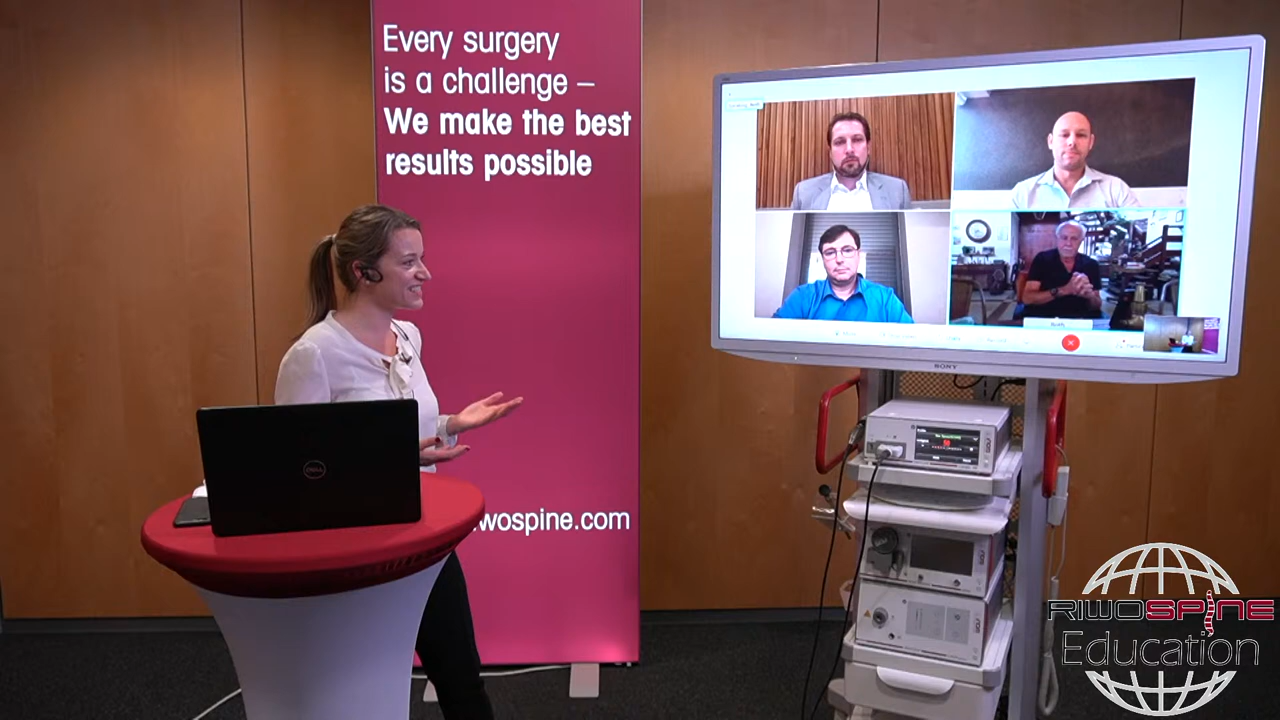 Every surgery
is a challenge –
We make the best
results possible
wospine.com
SONY
DELL
RIWOSPINE
Education